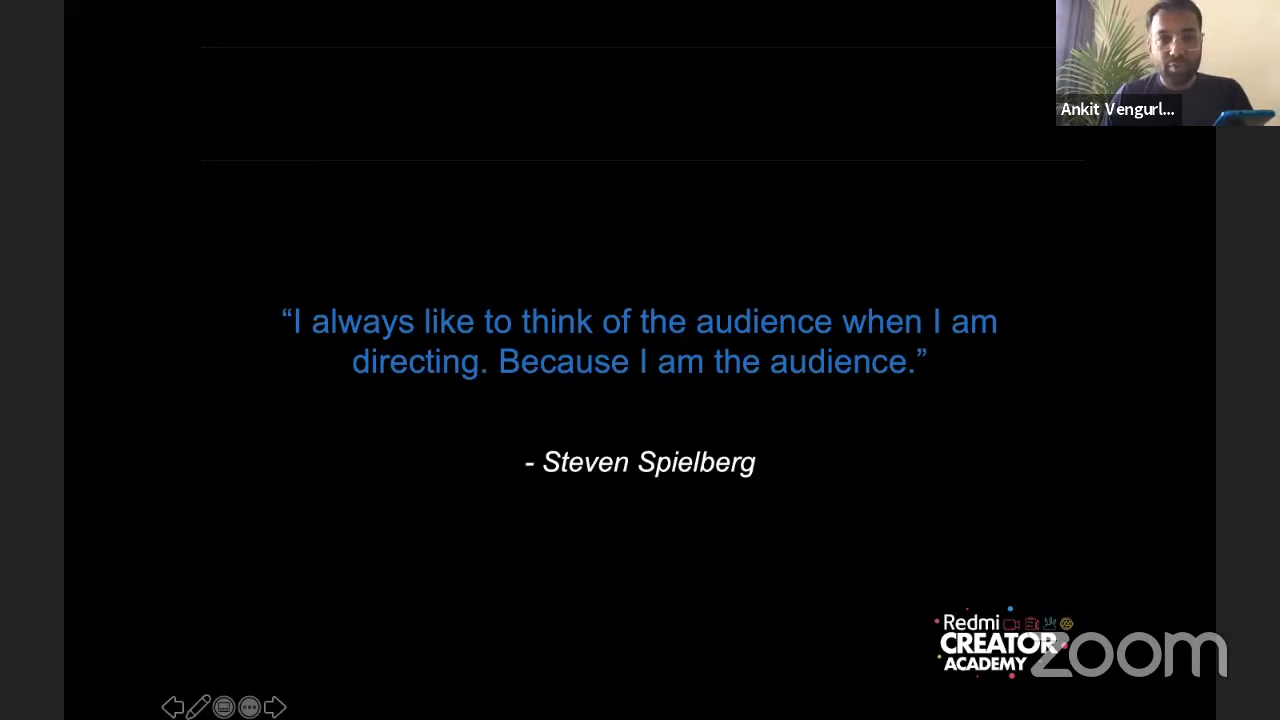 Ankit Vengurl...
“I always like to think of the audience when I am
directing. Because I am the audience.”
- Steven Spielberg
Redmi
CREATOR
ACADEMY
zoom